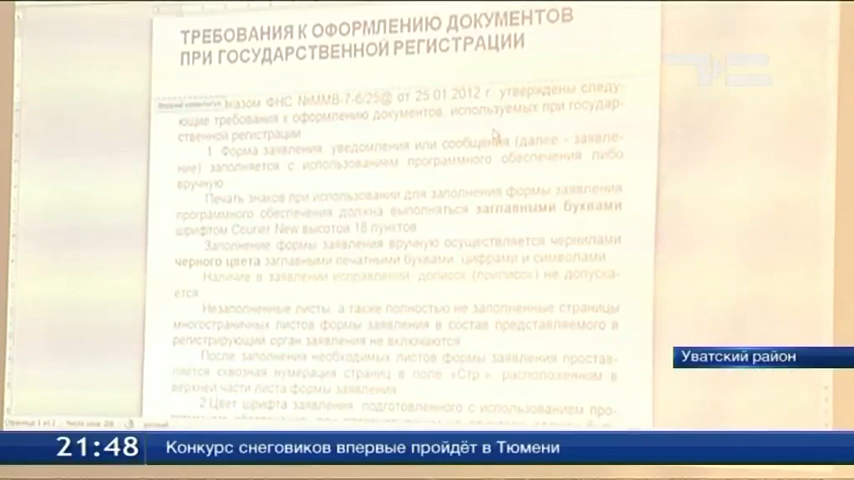 ТРЕБОВАНИЯ К ОФОРМЛЕНИЮ ДОКУМЕНТОВ
ПРИ ГОСУДАРСТВЕННОЙ РЕГИСТРАЦИИ
казом ФНС №ММВ-7-6/25@ от 25.01.2012 г. утверждены следу-
ющие требования к оформлению документов, используемых при государ-
ственной регистрации
1. Форма заявления, уведомления или сообщения (далее - заявле-
ние) заполняется с использованием программного обеспечения либо
вручную.
Печать знаков при использовании для заполнения формы заявления
программного обеспечения должна выполняться заглавными буквами
шрифтом Courier New высотой 18 пунктов.
Заполнение формы заявления вручную осуществляется чернилами
черного цвета заглавными печатными буквами, цифрами и символами.
Наличие в заявлении исправлений, дописок (приписок) не допуска-
ется.
Незаполненные листы, а также полностью не заполненные страницы
многостраничных листов формы заявления в состав представляемого в
регистрирующий орган заявления не включаются.
После заполнения необходимых листов формы заявления простав-
ляется сквозная нумерация страниц в поле «Стр.», расположенном в
верхней части листа формы заявления.
2.Цвет шрифта заявления, подготовленного с использованием про-
Уватский район
21:48 Конкурс снеговиков впервые пройдёт в Тюмени